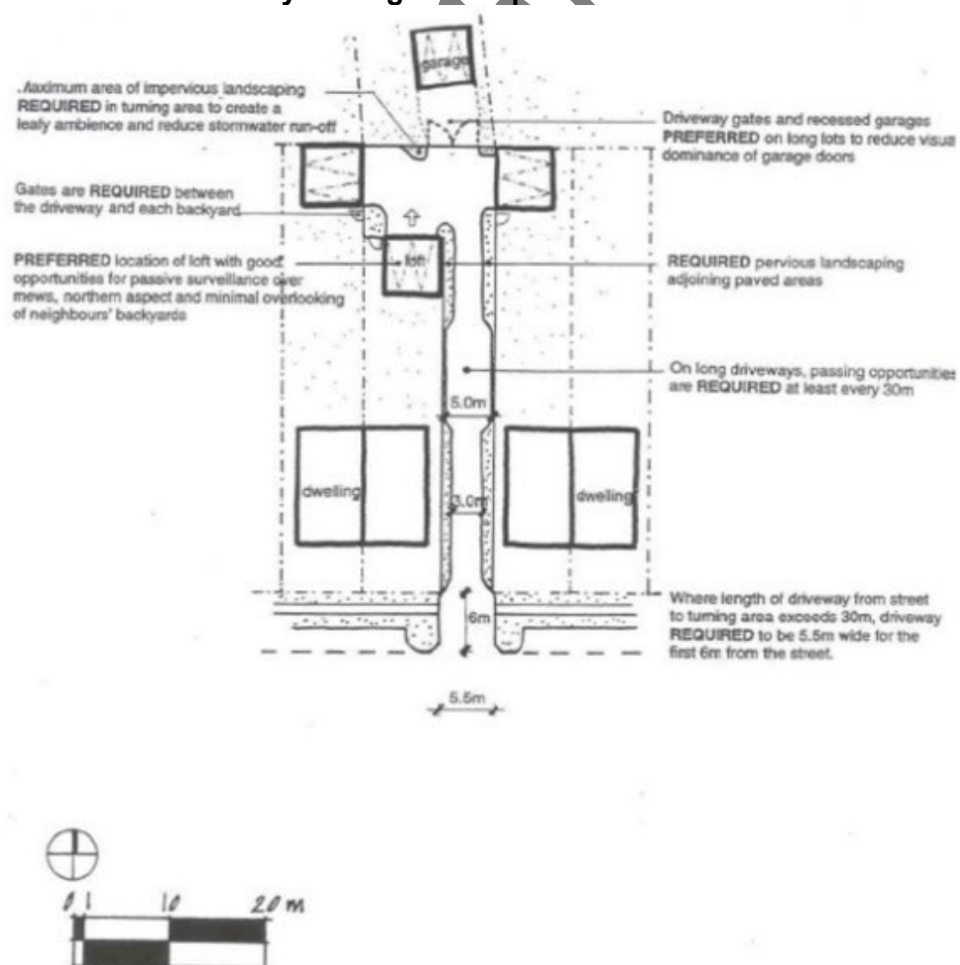 garage
Maximum area of impervious landscaping
REQUIRED in turning area to create a
leafy ambience and reduce stormwater run-off
Driveway gates and recessed garages
PREFERRED on long lots to reduce visua
dominance of garage doors
Gates are REQUIRED between
the driveway and each backyard
PREFERRED location of loft with good
opportunities for passive surveillance over
mews, northern aspect and minimal overlooking
of neighbours' backyards
loft
REQUIRED pervious landscaping
adjoining paved areas
On long driveways, passing opportunitie
are REQUIRED at least every 30m
5.0m
dwelling
3.0m
dwelling
Where length of driveway from street
to turning area exceeds 30m, driveway
REQUIRED to be 5.5m wide for the
first 6m from the street.
6m
5.5m
0 1 10 20 m